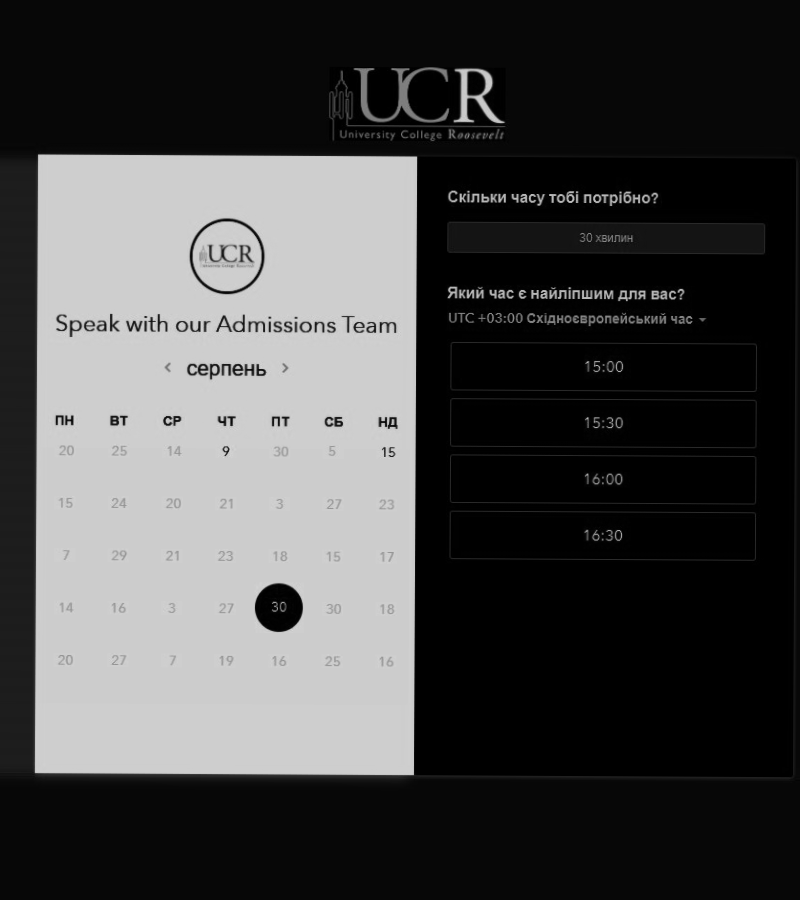 UCR
University College Roosevelt
UCR
University College Roosevelt
Speak with our Admissions Team
серпень
ПН ВТ СР ЧТ ПТ СБ НД
20 25 14 9 30 5 15
15 24 20 21 3 27 23
7 29 21 23 18 15 17
14 16 3 27 30 30 18
20 27 7 19 16 25 16
Скільки часу тобі потрібно?
30 хвилин
Який час є найліпшим для вас?
UTC +03:00 Східноєвропейський час
15:00
15:30
16:00
16:30